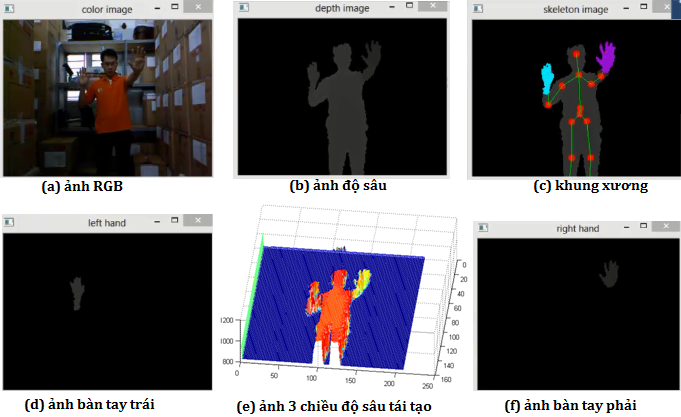 color image
depth image
skeleton image
(a) ảnh RGB
(b) ảnh độ sâu
(c) khung xương
left hand
right hand
0
20
40
60
80
100
120
140
160
1200
1000
800
0
50
100
150
200
250
(d) ảnh bàn tay trái
(e) ảnh 3 chiều độ sâu tái tạo
(f) ảnh bàn tay phải